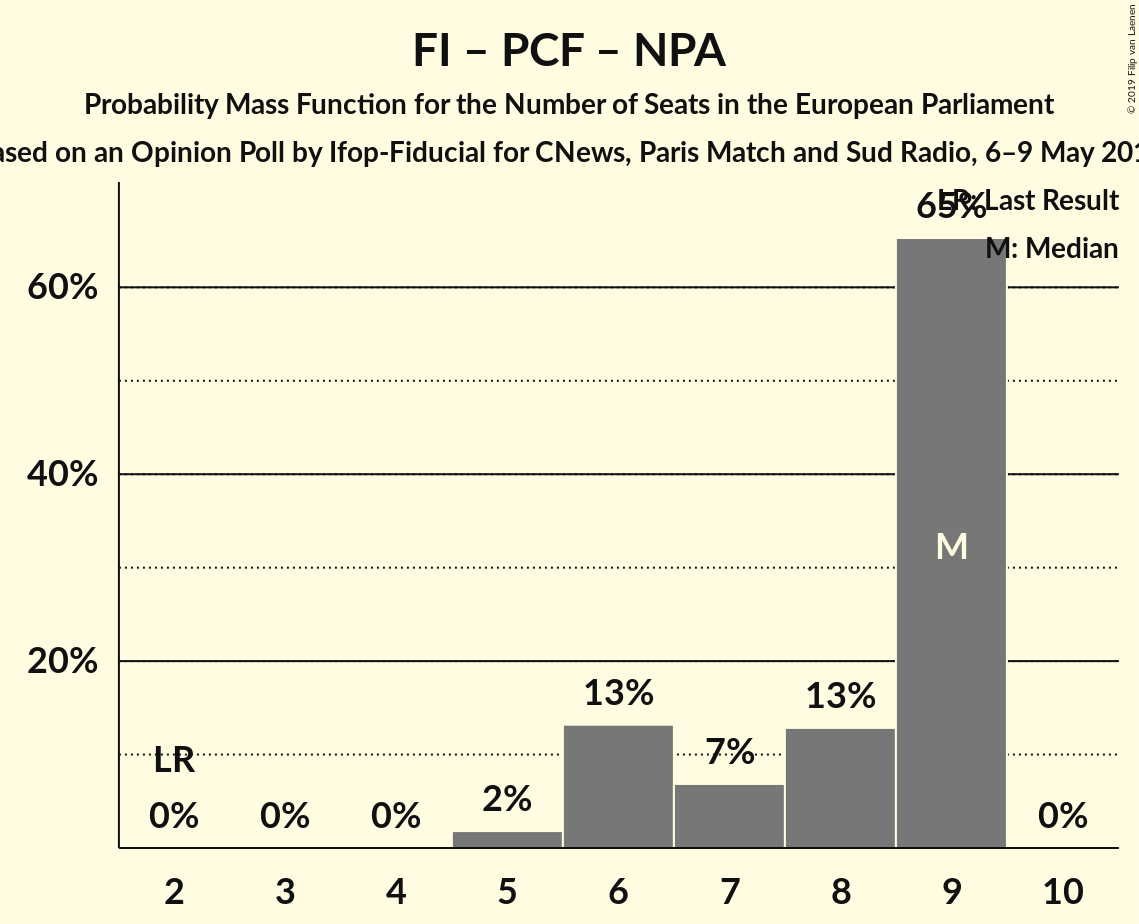 FI – PCF – NPA
Probability Mass Function for the Number of Seats in the European Parliament
on an Opinion Poll by Ifop-Fiducial for CNews, Paris Match and Sud Radio, 6–9 May
© 2019 Filip van Laenen
LR: Last Result
M: Median
65%
60%
40%
M
20%
13%
13%
7%
LR
2%
0%
0%
0%
0%
2
3
4
5
6
7
8
9
10